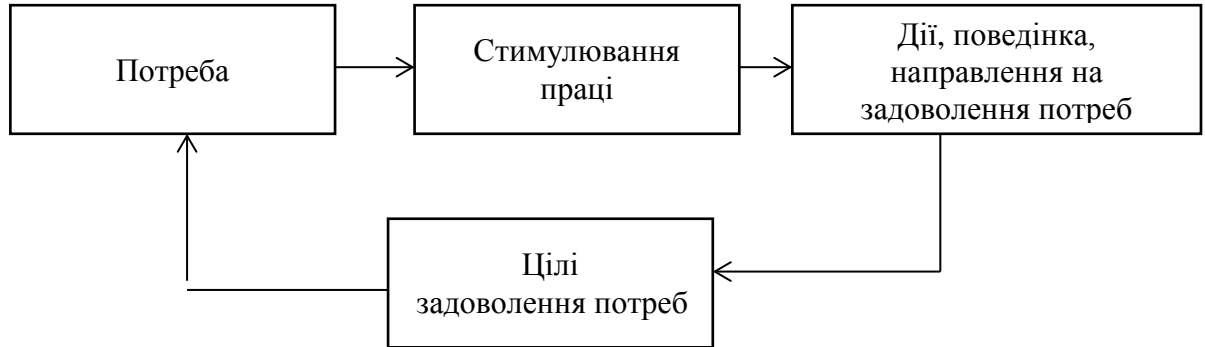 Потреба
Стимулювання
праці
Дії, поведінка,
направлення на
задоволення потреб
Цілі
задоволення потреб